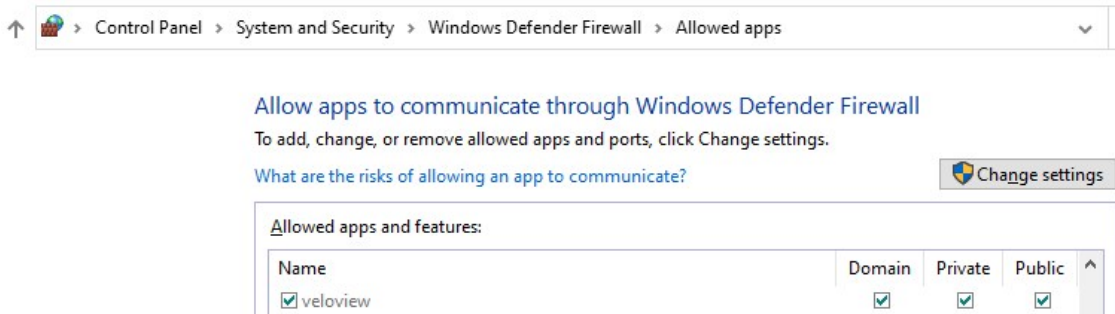 Control Panel > System and Security > Windows Defender Firewall > Allowed apps
Allow apps to communicate through Windows Defender Firewall
To add, change, or remove allowed apps and ports, click Change settings.
What are the risks of allowing an app to communicate?
Change settings
Allowed apps and features:
Name Domain Private Public
veloview